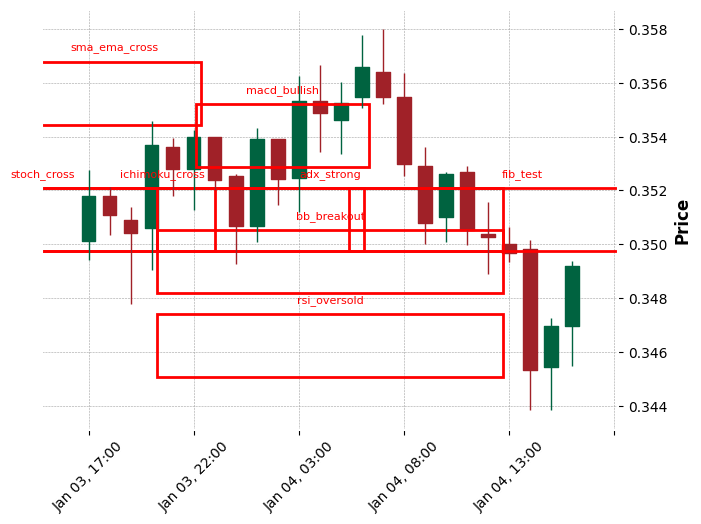 sma_ema_cross
macd_bullish
stoch_cross
ichimoku_cross
adx_strong
fib_test
bb_breakout
rsi_oversold
0.358
0.356
0.354
0.352
0.350
0.348
0.346
0.344
Price
Jan 03, 17:00
Jan 03, 22:00
Jan 04, 03:00
Jan 04, 08:00
Jan 04, 13:00